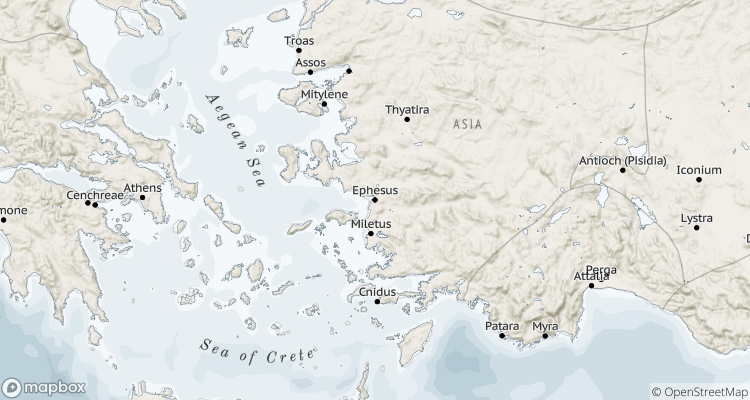 Troas
Assos
Mitylene
Thyatira
ASIA
Aegean Sea
Antioch (Pisidia)
Iconium
Athens
Cenchreae
Ephesus
mone
Lystra
Miletus
D
Perga
Attalia
Cnidus
Patara
Myra
Sea of Crete
mapbox
© OpenStreetMap